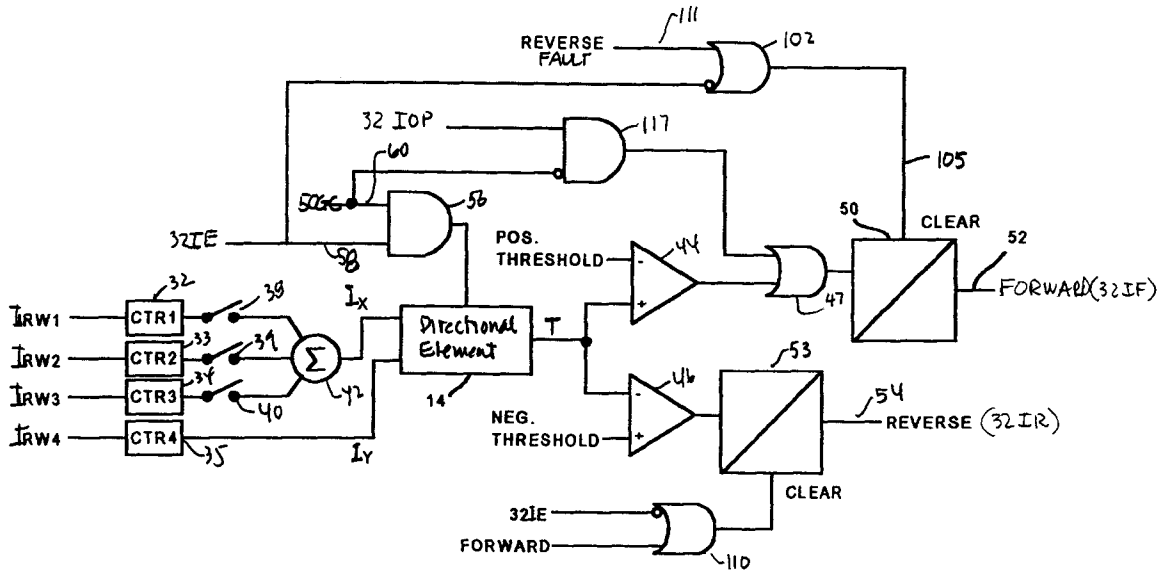 111
REVERSE FAULT
102
32 IOP
117
60
105
50GG
56
32IE
58
50
CLEAR
POS. THRESHOLD
44
52
FORWARD(32IF)
47
32
CTR1
38
IX
IRW1
Directional Element
T
33
CTR2
39
IRW2
Σ
42
34
CTR3
40
IRW3
14
53
46
NEG. THRESHOLD
54
REVERSE (32IR)
IRW4
CTR4
35
IY
CLEAR
32IE
FORWARD
110